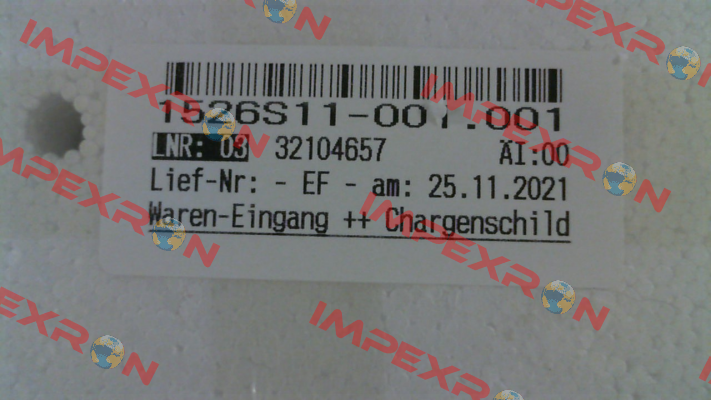 1526S11-001.001
LNR: 03 32104657 ÄI:00
Lief-Nr: - EF - am: 25.11.2021
Waren-Eingang ++ Chargenschild
IMPEXRON
IMPEXRON
IMPEXRON
IMPEXRON
IMPEXRON
IMPEXRON
IMPEXRON